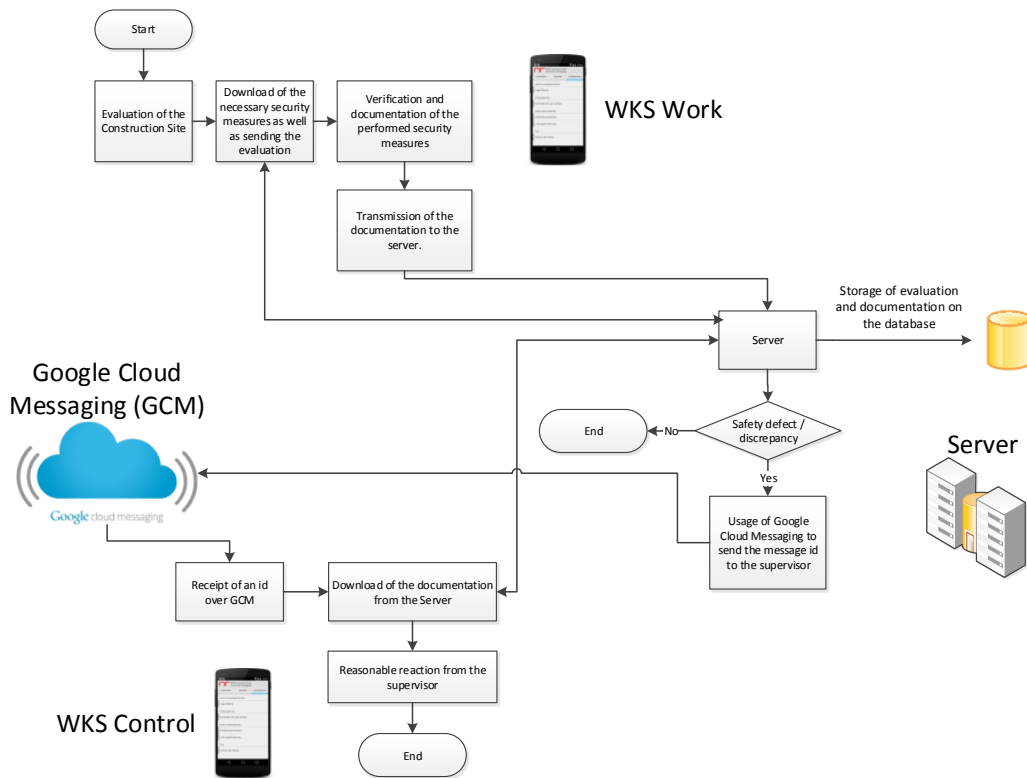 Start
Evaluation of the
Construction Site
Download of the
necessary security
measures as well
as sending the
evaluation
Verification and
documentation of the
performed security
measures
WKS Work
Transmission of the
documentation to the
server.
Storage of evaluation
and documentation on
the database
Server
Google Cloud
Messaging (GCM)
Google cloud messaging
End
No
Safety defect /
discrepancy
Yes
Server
Usage of Google
Cloud Messaging to
send the message id
to the supervisor
Receipt of an id
over GCM
Download of the documentation
from the Server
Reasonable reaction from the
supervisor
WKS Control
End